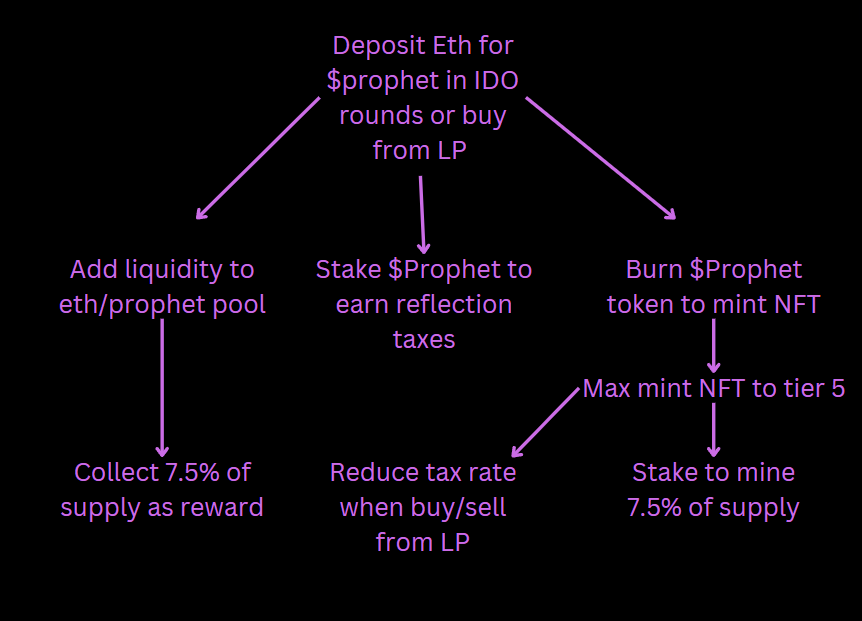 Deposit Eth for
$prophet in IDO
rounds or buy
from LP
Add liquidity to
eth/prophet pool
Stake $Prophet to
earn reflection
taxes
Burn $Prophet
token to mint NFT
Max mint NFT to tier 5
Collect 7.5% of
supply as reward
Reduce tax rate
when buy/sell
from LP
Stake to mine
7.5% of supply